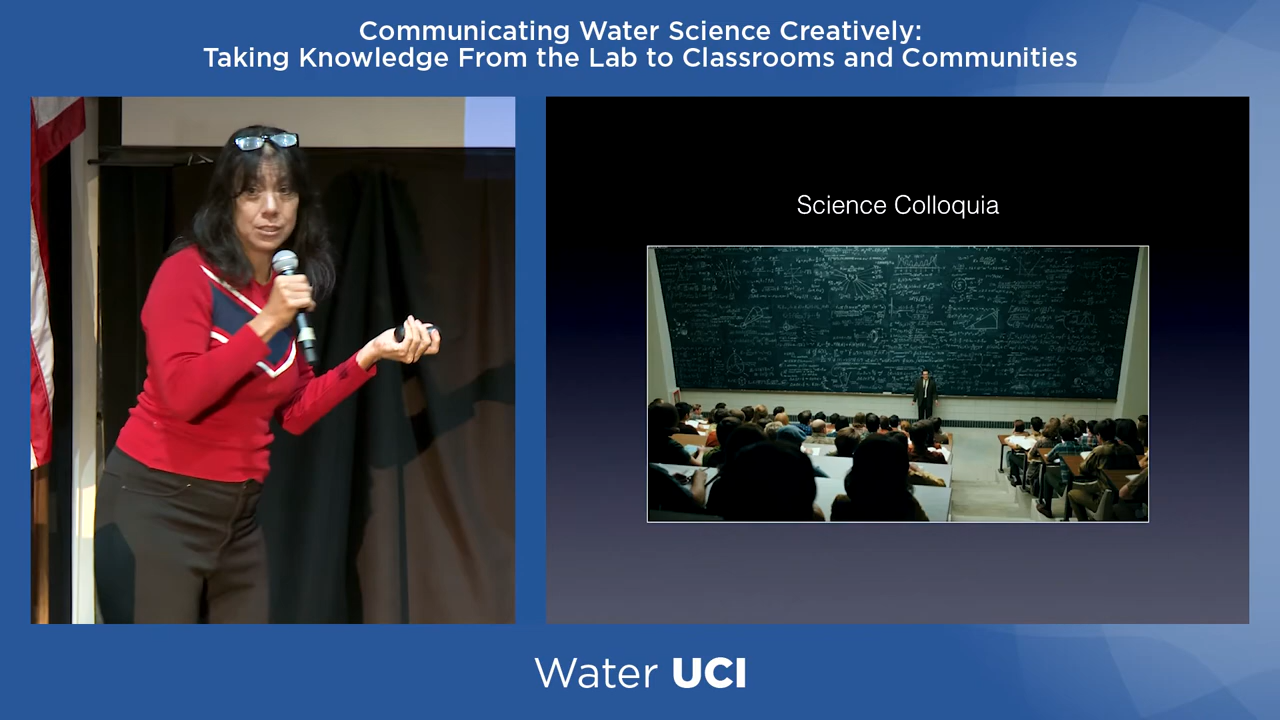 Communicating Water Science Creatively:
Taking Knowledge From the Lab to Classrooms and Communities
Science Colloquia
Water UCI